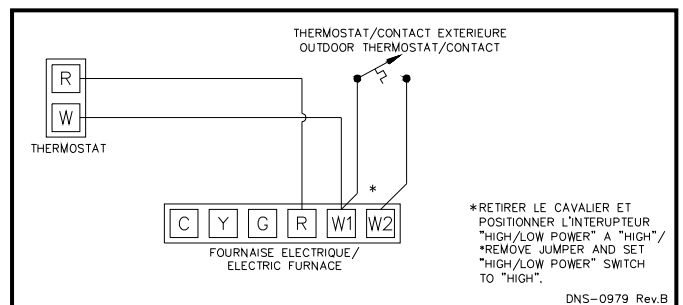 THERMOSTAT/CONTACT EXTERIEURE
OUTDOOR THERMOSTAT/CONTACT
R
W
THERMOSTAT
*
C Y G R W1 W2
FOURNAISE ELECTRIQUE/
ELECTRIC FURNACE
*RETIRER LE CAVALIER ET
POSITIONNER L'INTERUPTEUR
"HIGH/LOW POWER" A "HIGH"/
*REMOVE JUMPER AND SET
"HIGH/LOW POWER" SWITCH
TO "HIGH".
DNS-0979 Rev.B